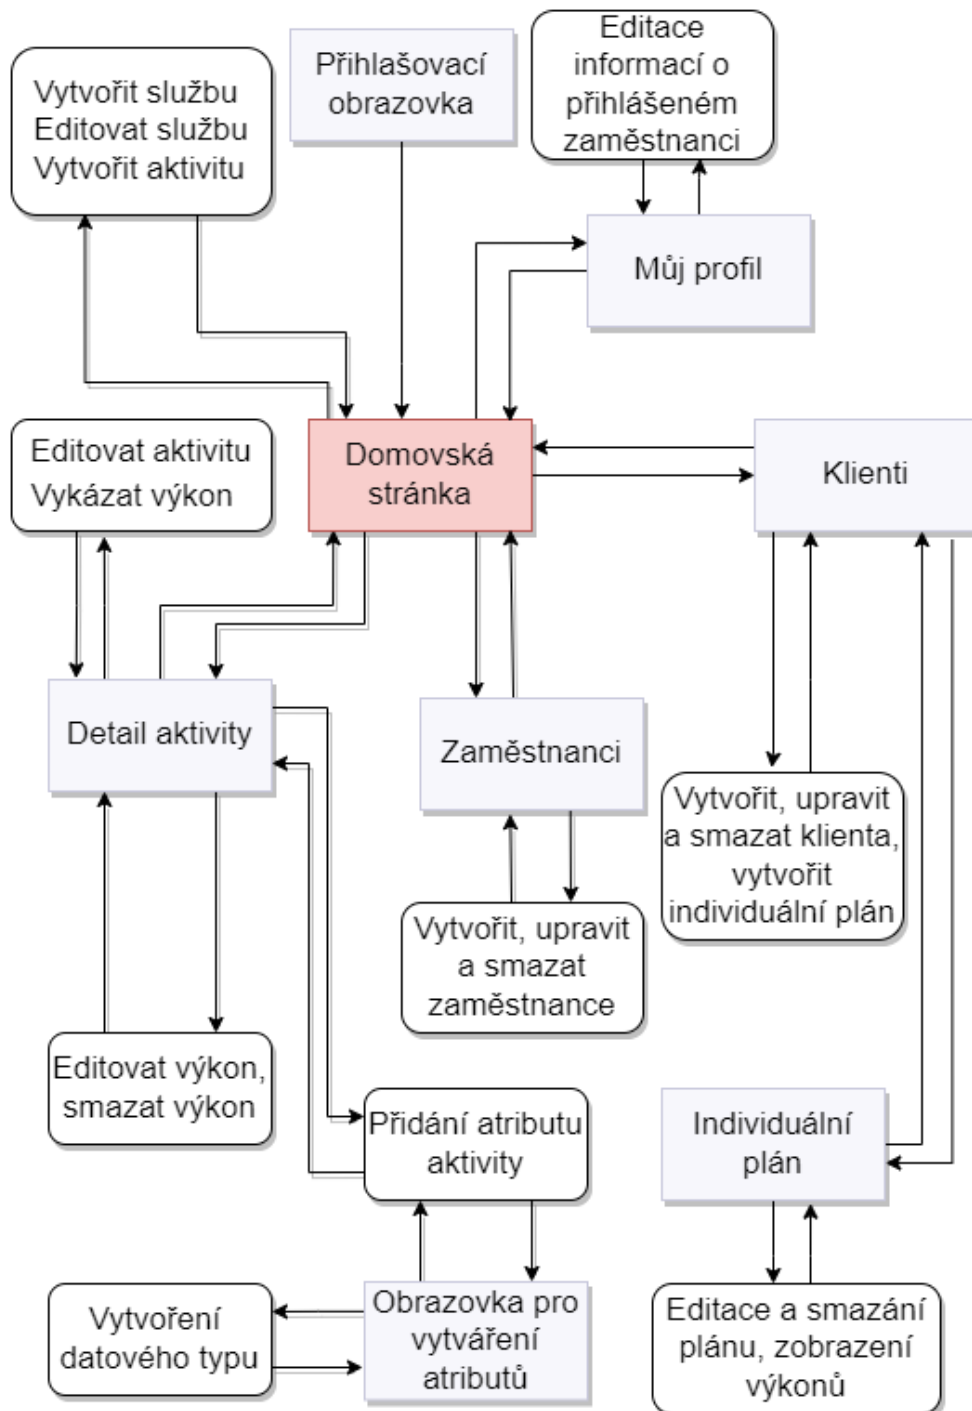 Vytvořit službu
Editovat službu
Vytvořit aktivitu
Přihlašovací
obrazovka
Editace
informací o
přihlášeném
zaměstnanci
Můj profil
Editovat aktivitu
Vykázat výkon
Domovská
stránka
Klienti
Detail aktivity
Zaměstnanci
Vytvořit, upravit
a smazat klienta,
vytvořit
individuální plán
Vytvořit, upravit
a smazat
zaměstnance
Editovat výkon,
smazat výkon
Přidání atributu
aktivity
Individuální
plán
Vytvoření
datového typu
Obrazovka pro
vytváření
atributů
Editace a smazání
plánu, zobrazení
výkonů